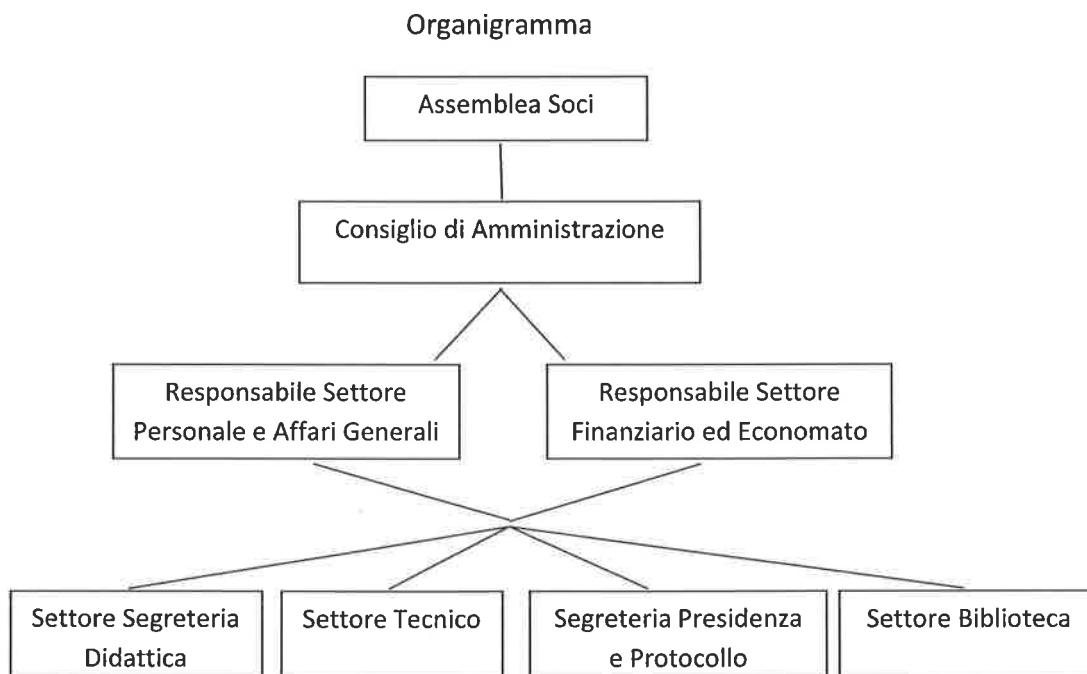 Organigramma
Assemblea Soci
Consiglio di Amministrazione
Responsabile Settore
Personale e Affari Generali
Responsabile Settore
Finanziario ed Economato
Settore Segreteria
Didattica
Settore Tecnico
Segreteria Presidenza
e Protocollo
Settore Biblioteca